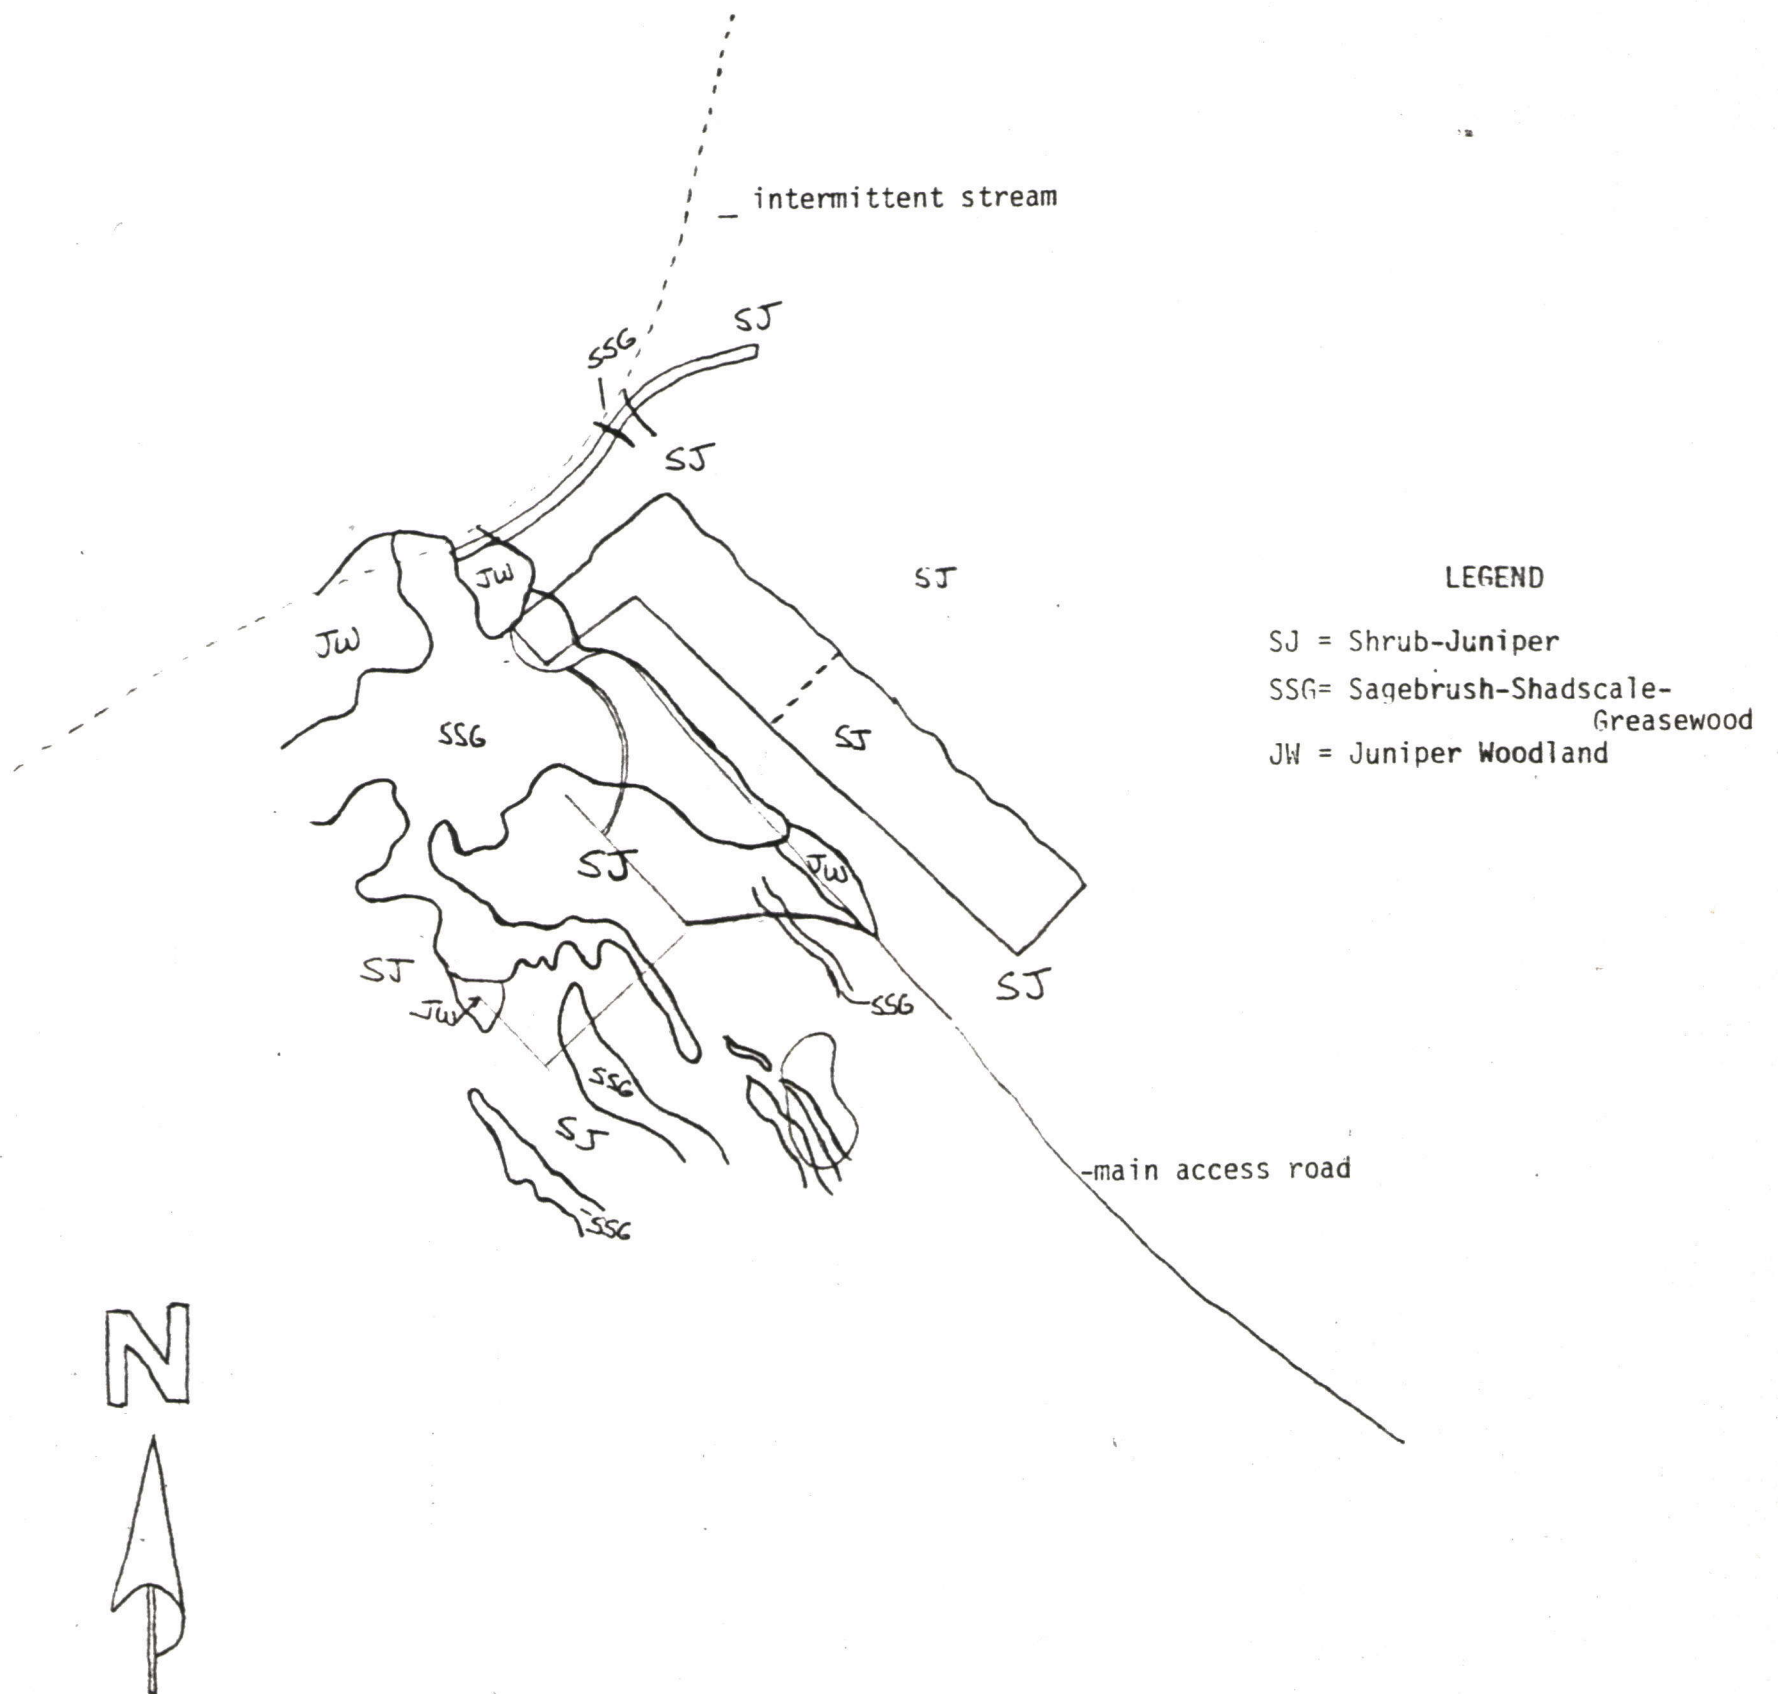 intermittent stream
SJ
SSG
SJ
JW
SJ
LEGEND
SJ = Shrub-Juniper
SSG= Sagebrush-Shadscale-
Greasewood
JW = Juniper Woodland
JW
SSG
SJ
SJ
JW
SJ
SJ
JW
SSG
SSG
SJ
-main access road
SSG
N